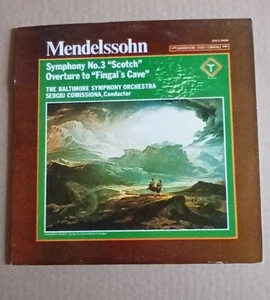 Mendelssohn
Symphony No.3 "Scotch"
Overture to "Fingal's Cave"
THE BALTIMORE SYMPHONY ORCHESTRA
SERGIU COMISSIONA, Conductor
T